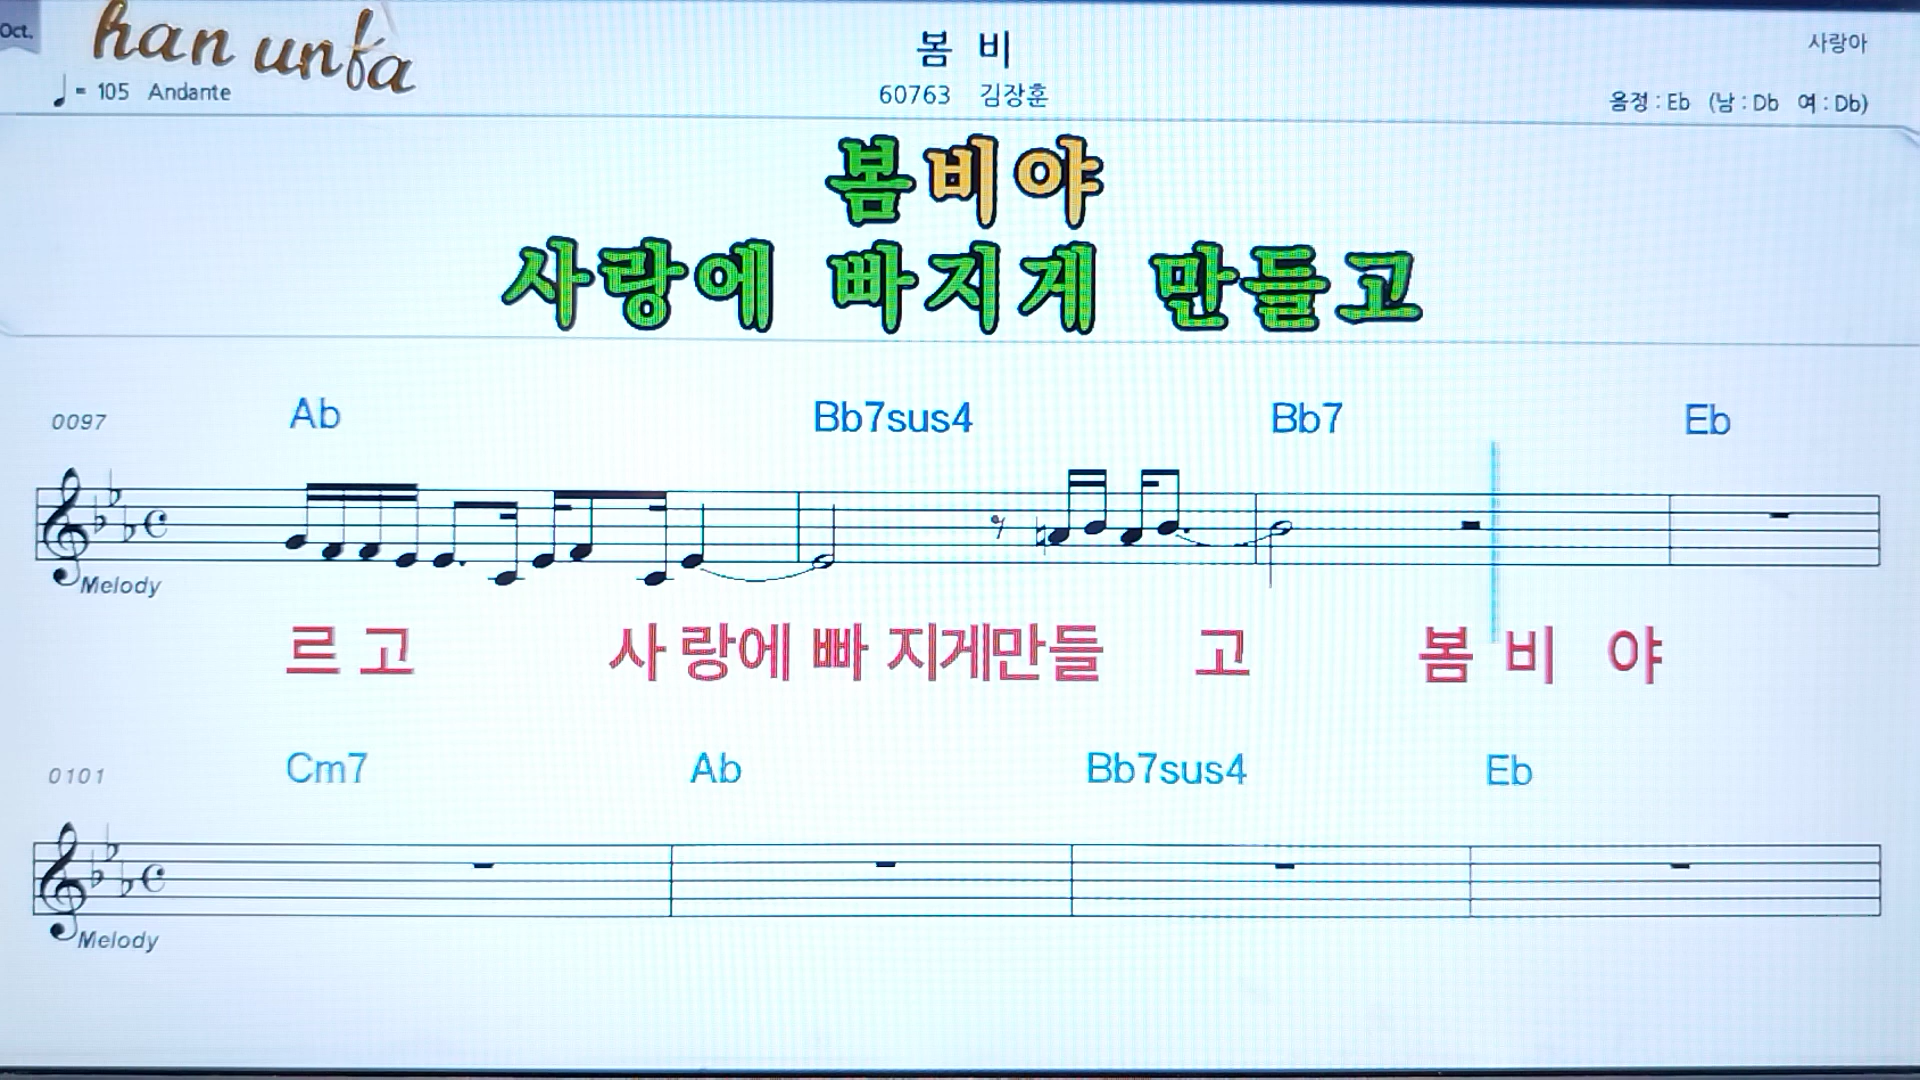 Oct.
han unfa
♩= 105 Andante
봄 비
60763 김장훈
사랑아
음정 : Eb (남 : Db 여 : Db)
봄비야
사랑에 빠지게 만들고
0097 Ab Bb7sus4 Bb7 Eb
Melody
르고 사랑에 빠 지게만들 고 봄 비 야
0101 Cm7 Ab Bb7sus4 Eb
Melody